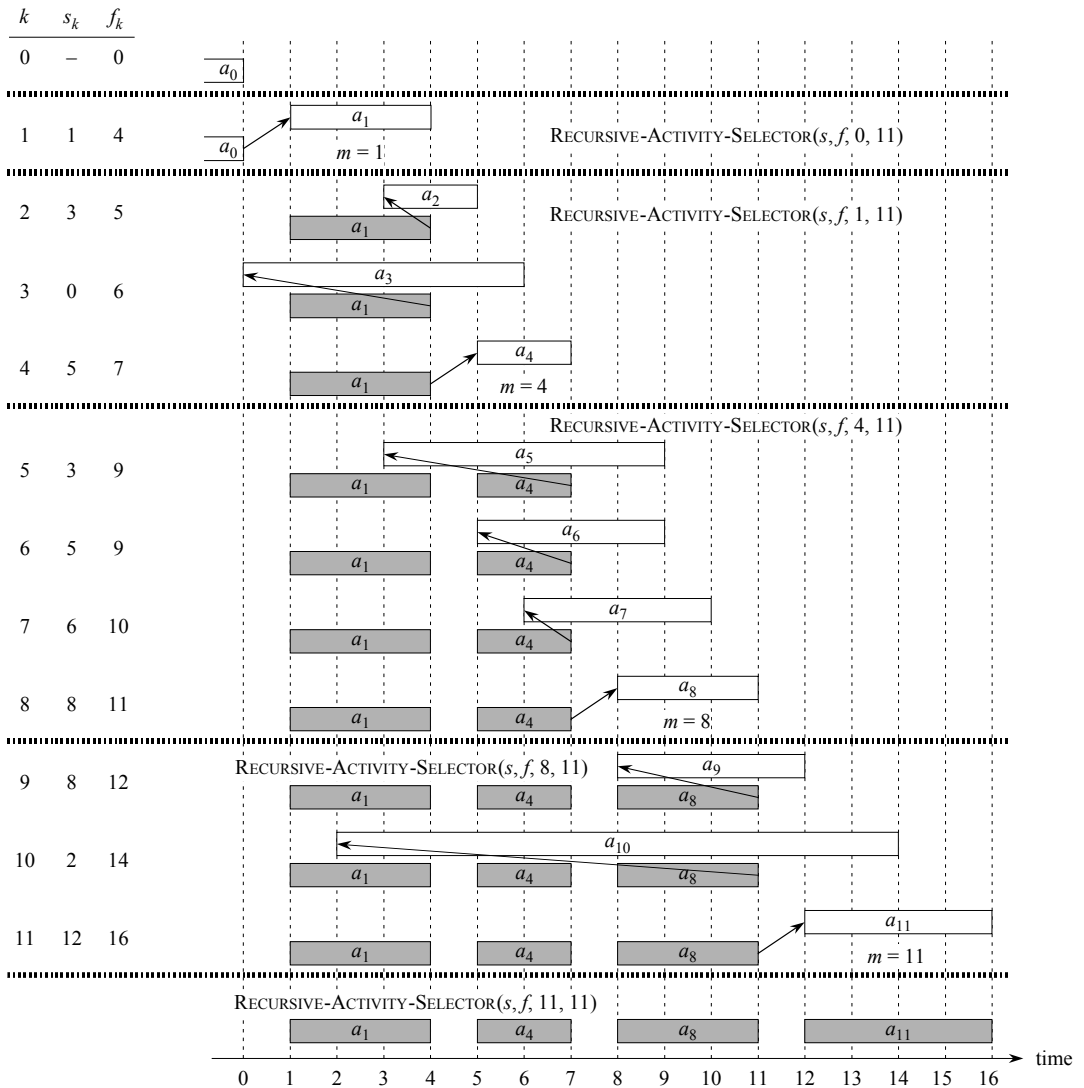 k s_k f_k
0 – 0
a_0
1 1 4
a_1
a_0
m = 1
RECURSIVE-ACTIVITY-SELECTOR(s, f, 0, 11)
2 3 5
a_2
a_1
RECURSIVE-ACTIVITY-SELECTOR(s, f, 1, 11)
3 0 6
a_3
a_1
4 5 7
a_4
a_1
m = 4
RECURSIVE-ACTIVITY-SELECTOR(s, f, 4, 11)
5 3 9
a_5
a_1 a_4
6 5 9
a_6
a_1 a_4
7 6 10
a_7
a_1 a_4
8 8 11
a_8
a_1 a_4
m = 8
RECURSIVE-ACTIVITY-SELECTOR(s, f, 8, 11)
9 8 12
a_9
a_1 a_4 a_8
10 2 14
a_10
a_1 a_4 a_8
11 12 16
a_11
a_1 a_4 a_8
m = 11
RECURSIVE-ACTIVITY-SELECTOR(s, f, 11, 11)
a_1 a_4 a_8 a_11
time
0 1 2 3 4 5 6 7 8 9 10 11 12 13 14 15 16